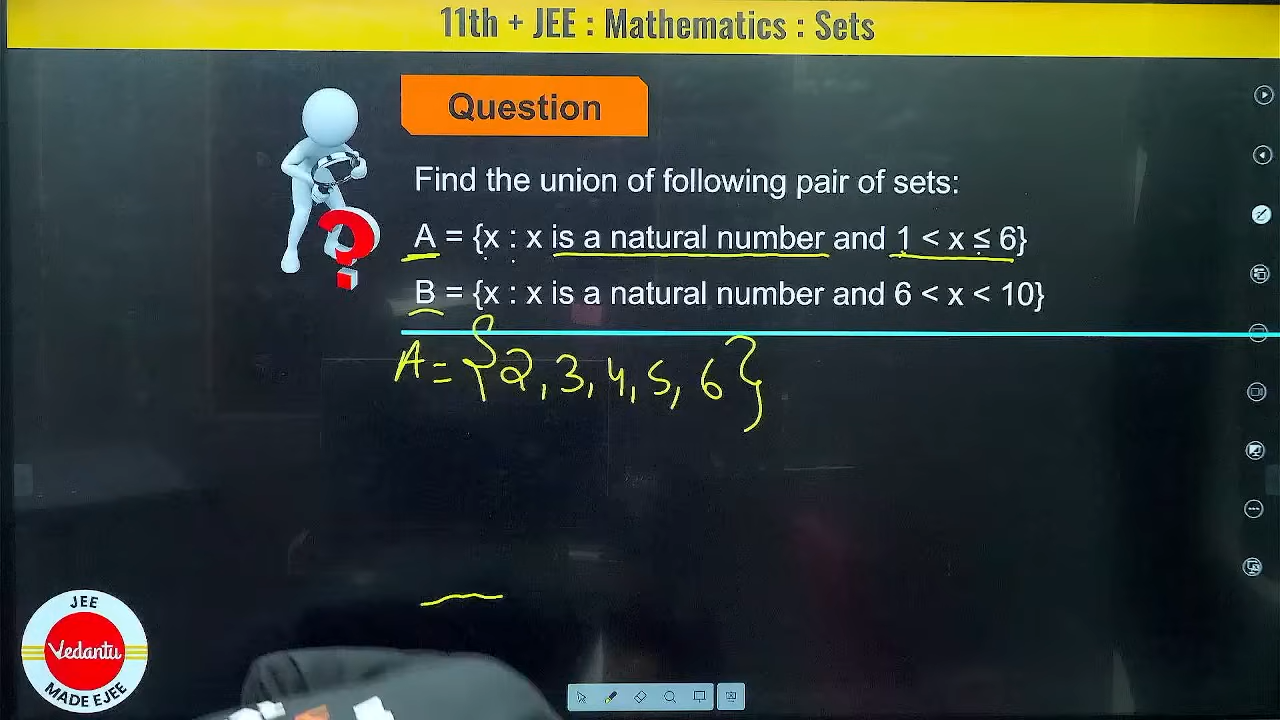 11th + JEE : Mathematics : Sets
Question
Find the union of following pair of sets:
A = {x : x is a natural number and 1 < x ≤ 6}
B = {x : x is a natural number and 6 < x < 10}
A = {2, 3, 4, 5, 6}
JEE
Vedantu
MADE EJEE